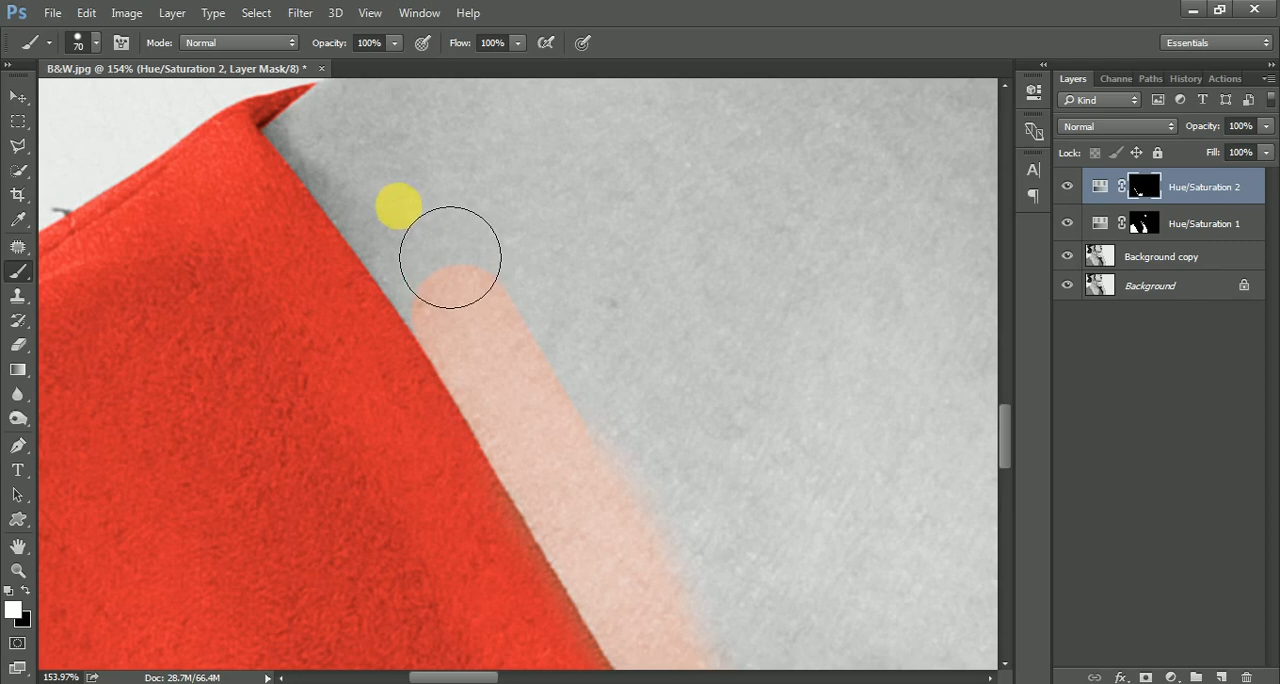 Ps File Edit Image Layer Type Select Filter 3D View Window Help
70 Mode: Normal Opacity: 100% Flow: 100% Essentials
B&W.jpg @ 154% (Hue/Saturation 2, Layer Mask/8) * ×
Layers Channe Paths History Actions
Kind
Normal Opacity: 100%
Lock: Fill: 100%
Hue/Saturation 2
Hue/Saturation 1
Background copy
Background
153.97% Doc: 28.7M/66.4M